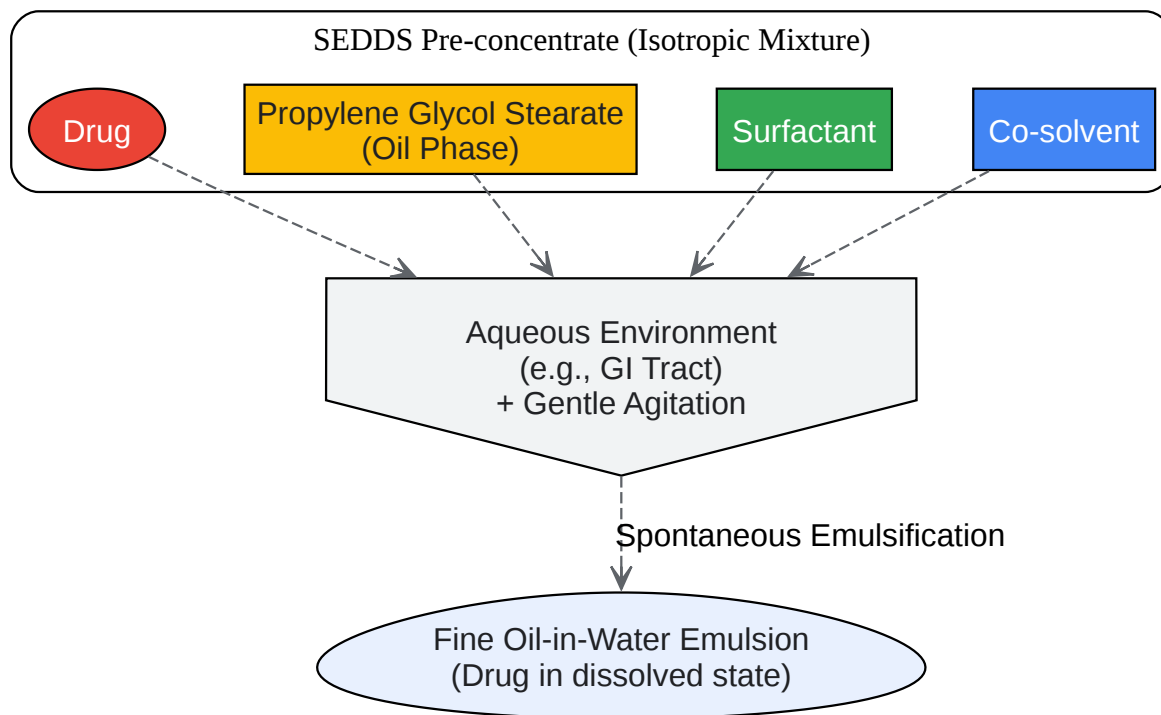 SEDDS Pre-concentrate (Isotropic Mixture)
Drug
Propylene Glycol Stearate
(Oil Phase)
Surfactant
Co-solvent
Aqueous Environment
(e.g., GI Tract)
+ Gentle Agitation
Spontaneous Emulsification
Fine Oil-in-Water Emulsion
(Drug in dissolved state)